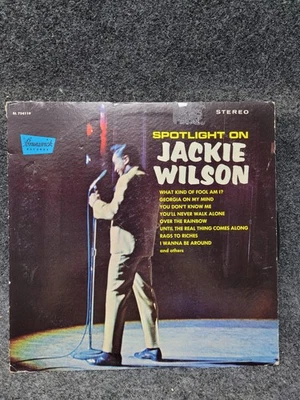 Brunswick
RECORDS
STEREO
SPOTLIGHT ON
JACKIE
WILSON
WHAT KIND OF FOOL AM I?
GEORGIA ON MY MIND
YOU DON'T KNOW ME
YOU'LL NEVER WALK ALONE
OVER THE RAINBOW
UNTIL THE REAL THING COMES ALONG
RAGS TO RICHES
I WANNA BE AROUND
and others